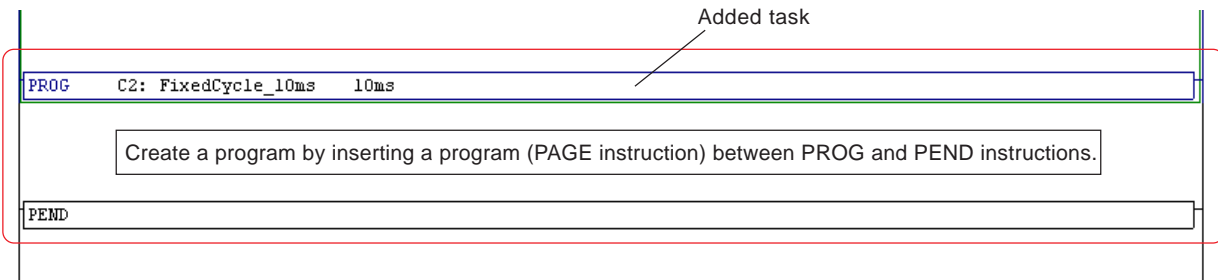 Added task
PROG C2: FixedCycle_10ms 10ms
Create a program by inserting a program (PAGE instruction) between PROG and PEND instructions.
PEND